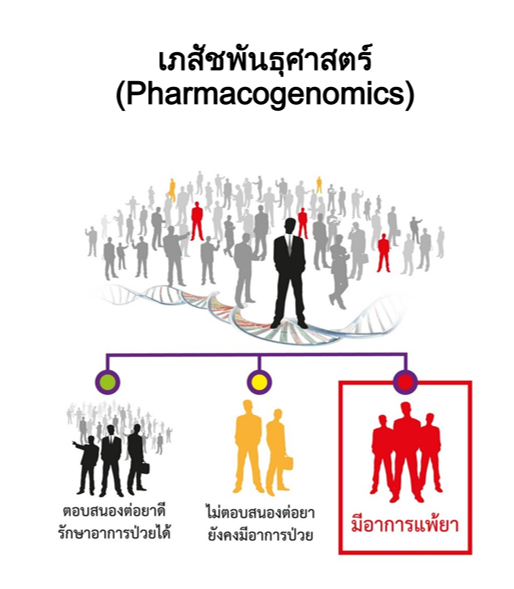 เภสัชพันธุศาสตร์
(Pharmacogenomics)
ตอบสนองต่อยาดี
รักษาอาการป่วยได้
ไม่ตอบสนองต่อยา
ยังคงมีอาการป่วย
มีอาการแพ้ยา